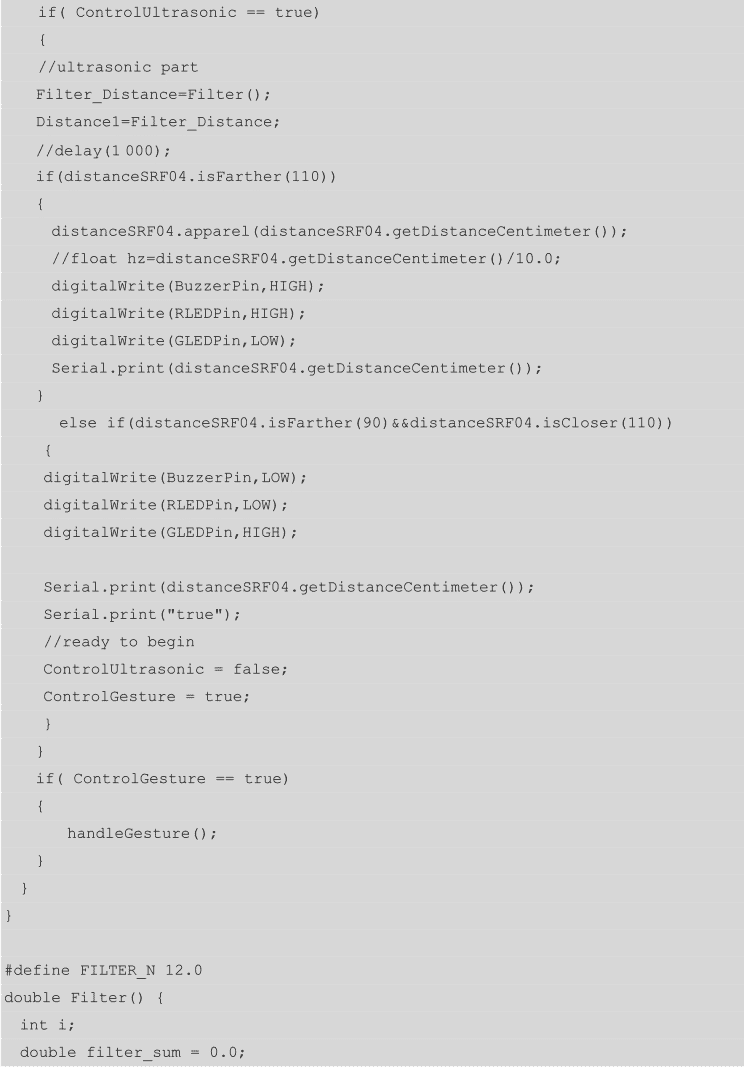 if( ControlUltrasonic == true)
{
//ultrasonic part
Filter_Distance=Filter();
Distance1=Filter_Distance;
//delay(1 000);
if(distanceSRF04.isFarther(110))
{
distanceSRF04.apparel(distanceSRF04.getDistanceCentimeter());
//float hz=distanceSRF04.getDistanceCentimeter()/10.0;
digitalWrite(BuzzerPin,HIGH);
digitalWrite(RLEDPin,HIGH);
digitalWrite(GLEDPin,LOW);
Serial.print(distanceSRF04.getDistanceCentimeter());
}
else if(distanceSRF04.isFarther(90)&&distanceSRF04.isCloser(110))
{
digitalWrite(BuzzerPin,LOW);
digitalWrite(RLEDPin,LOW);
digitalWrite(GLEDPin,HIGH);
Serial.print(distanceSRF04.getDistanceCentimeter());
Serial.print("true");
//ready to begin
ControlUltrasonic = false;
ControlGesture = true;
}
}
if( ControlGesture == true)
{
handleGesture();
}
}
}
#define FILTER_N 12.0
double Filter() {
int i;
double filter_sum = 0.0;